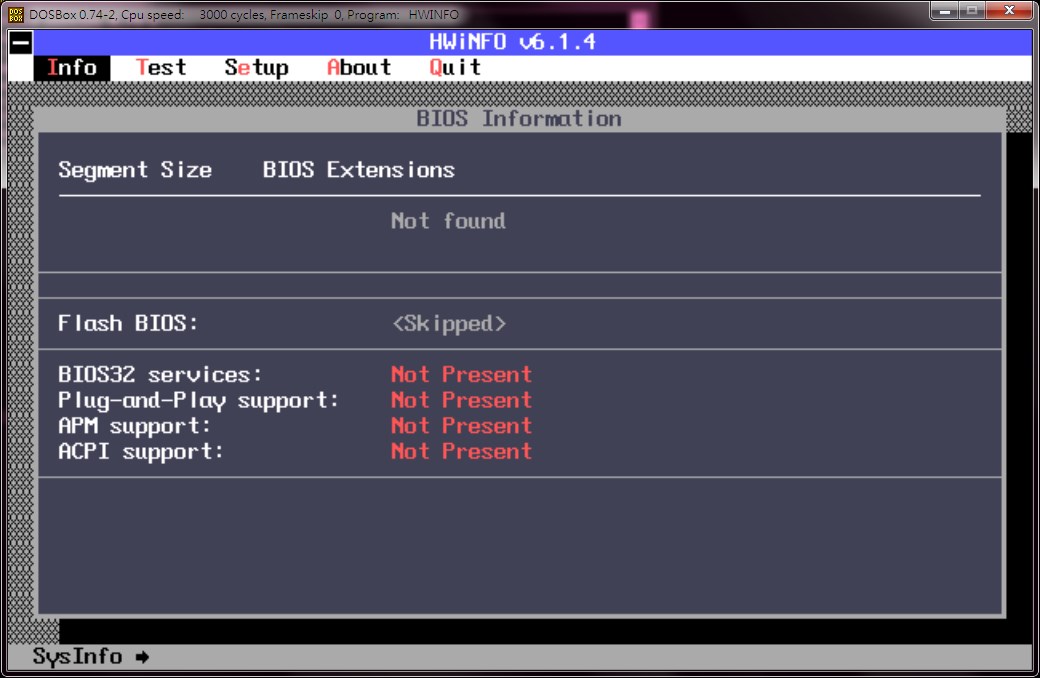 DOS BOX DOSBox 0.74-2, Cpu speed: 3000 cycles, Frameskip 0, Program: HWINFO
HWiNFO v6.1.4
Info Test Setup About Quit
BIOS Information
Segment Size BIOS Extensions
Not found
Flash BIOS: <Skipped>
BIOS32 services: Not Present
Plug-and-Play support: Not Present
APM support: Not Present
ACPI support: Not Present
SysInfo →